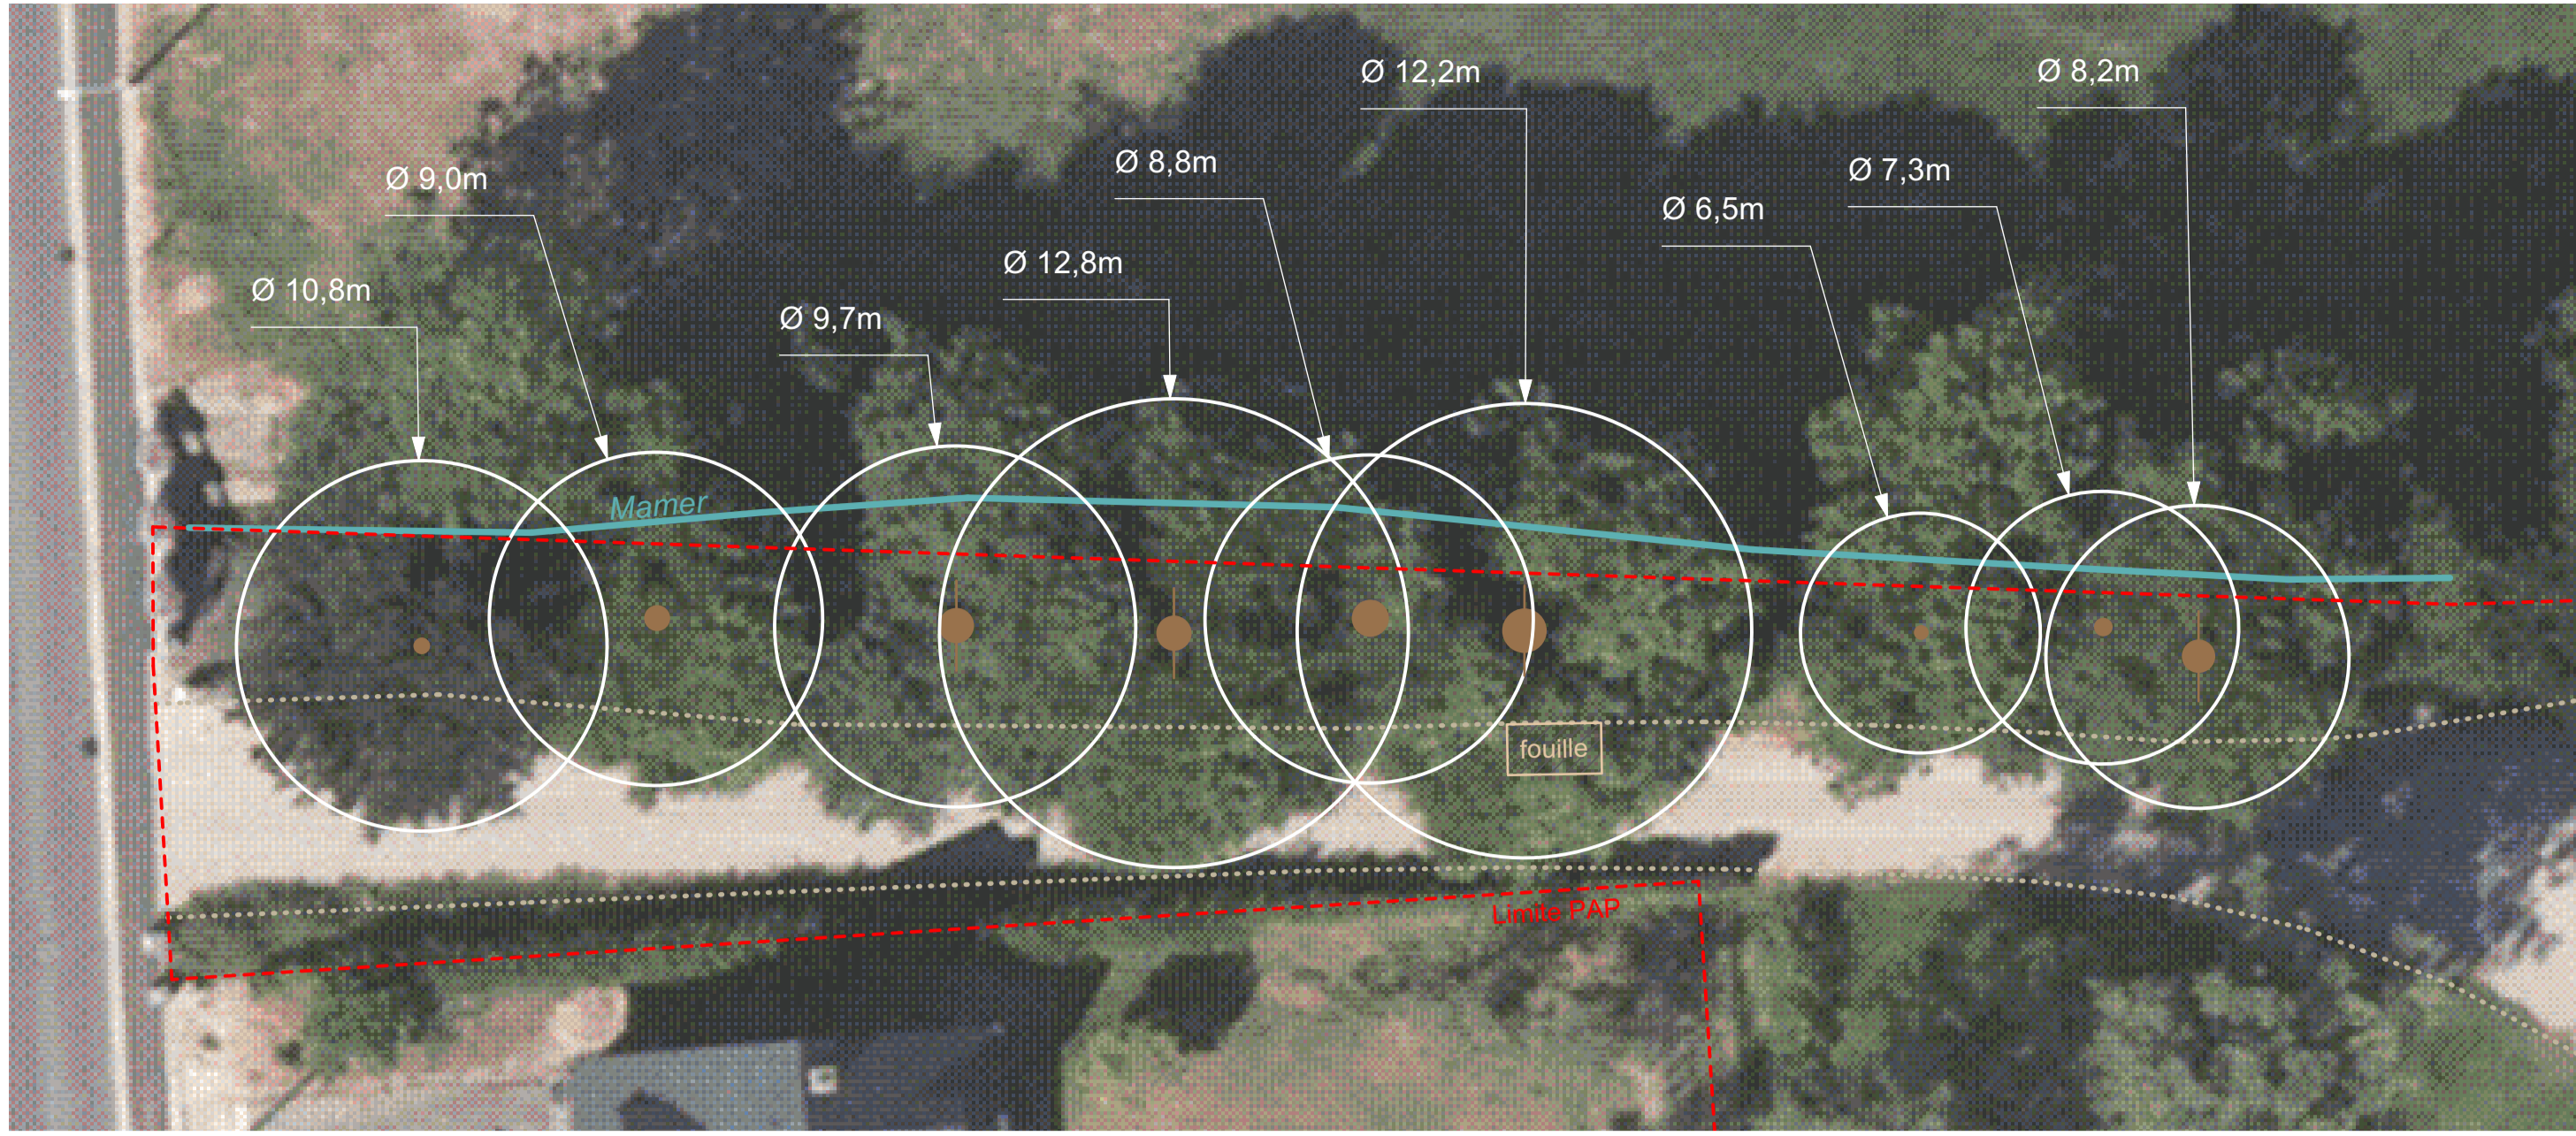 Ø 12,2m
Ø 8,2m
Ø 8,8m
Ø 7,3m
Ø 9,0m
Ø 6,5m
Ø 12,8m
Ø 10,8m
Ø 9,7m
Mamer
fouille
Limite PAP